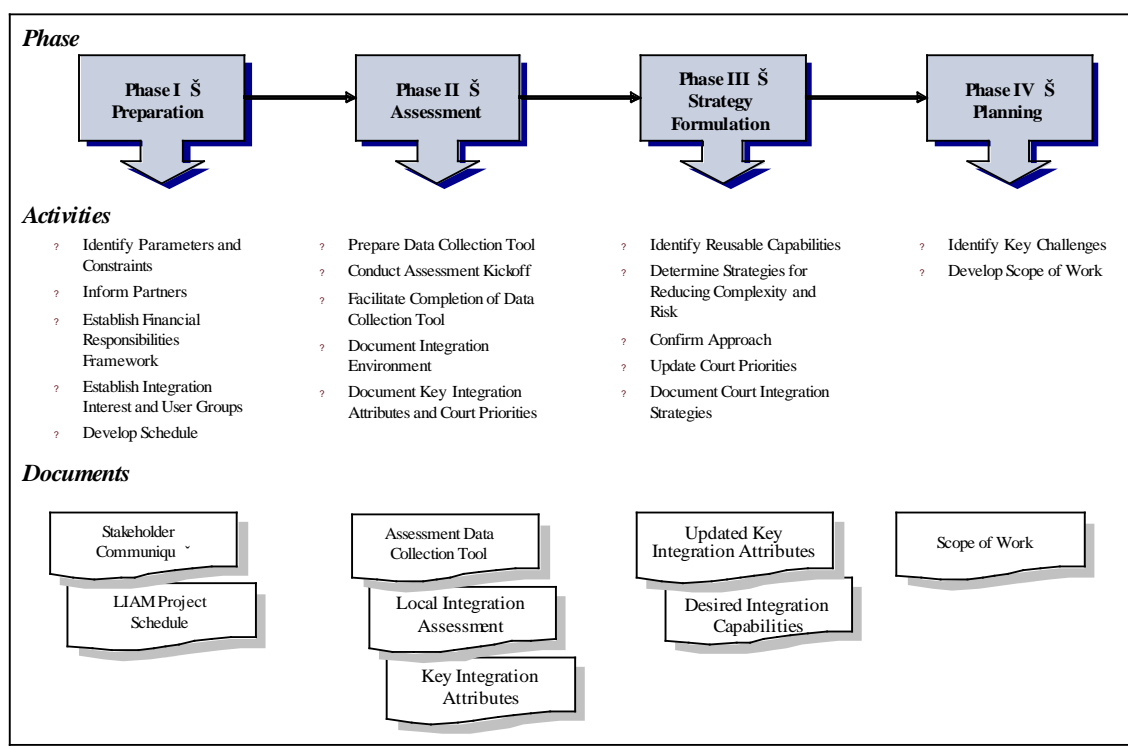 Phase
Phase I Š
Preparation
Phase II Š
Assessment
Phase III Š
Strategy
Formulation
Phase IV Š
Planning
Activities
? Identify Parameters and
Constraints
? Inform Partners
? Establish Financial
Responsibilities
Framework
? Establish Integration
Interest and User Groups
? Develop Schedule
? Prepare Data Collection Tool
? Conduct Assessment Kickoff
? Facilitate Completion of Data
Collection Tool
? Document Integration
Environment
? Document Key Integration
Attributes and Court Priorities
? Identify Reusable Capabilities
? Determine Strategies for
Reducing Complexity and
Risk
? Confirm Approach
? Update Court Priorities
? Document Court Integration
Strategies
? Identify Key Challenges
? Develop Scope of Work
Documents
Stakeholder
Communiqu ˇ
LIAM Project
Schedule
Assessment Data
Collection Tool
Local Integration
Assessment
Key Integration
Attributes
Updated Key
Integration Attributes
Desired Integration
Capabilities
Scope of Work